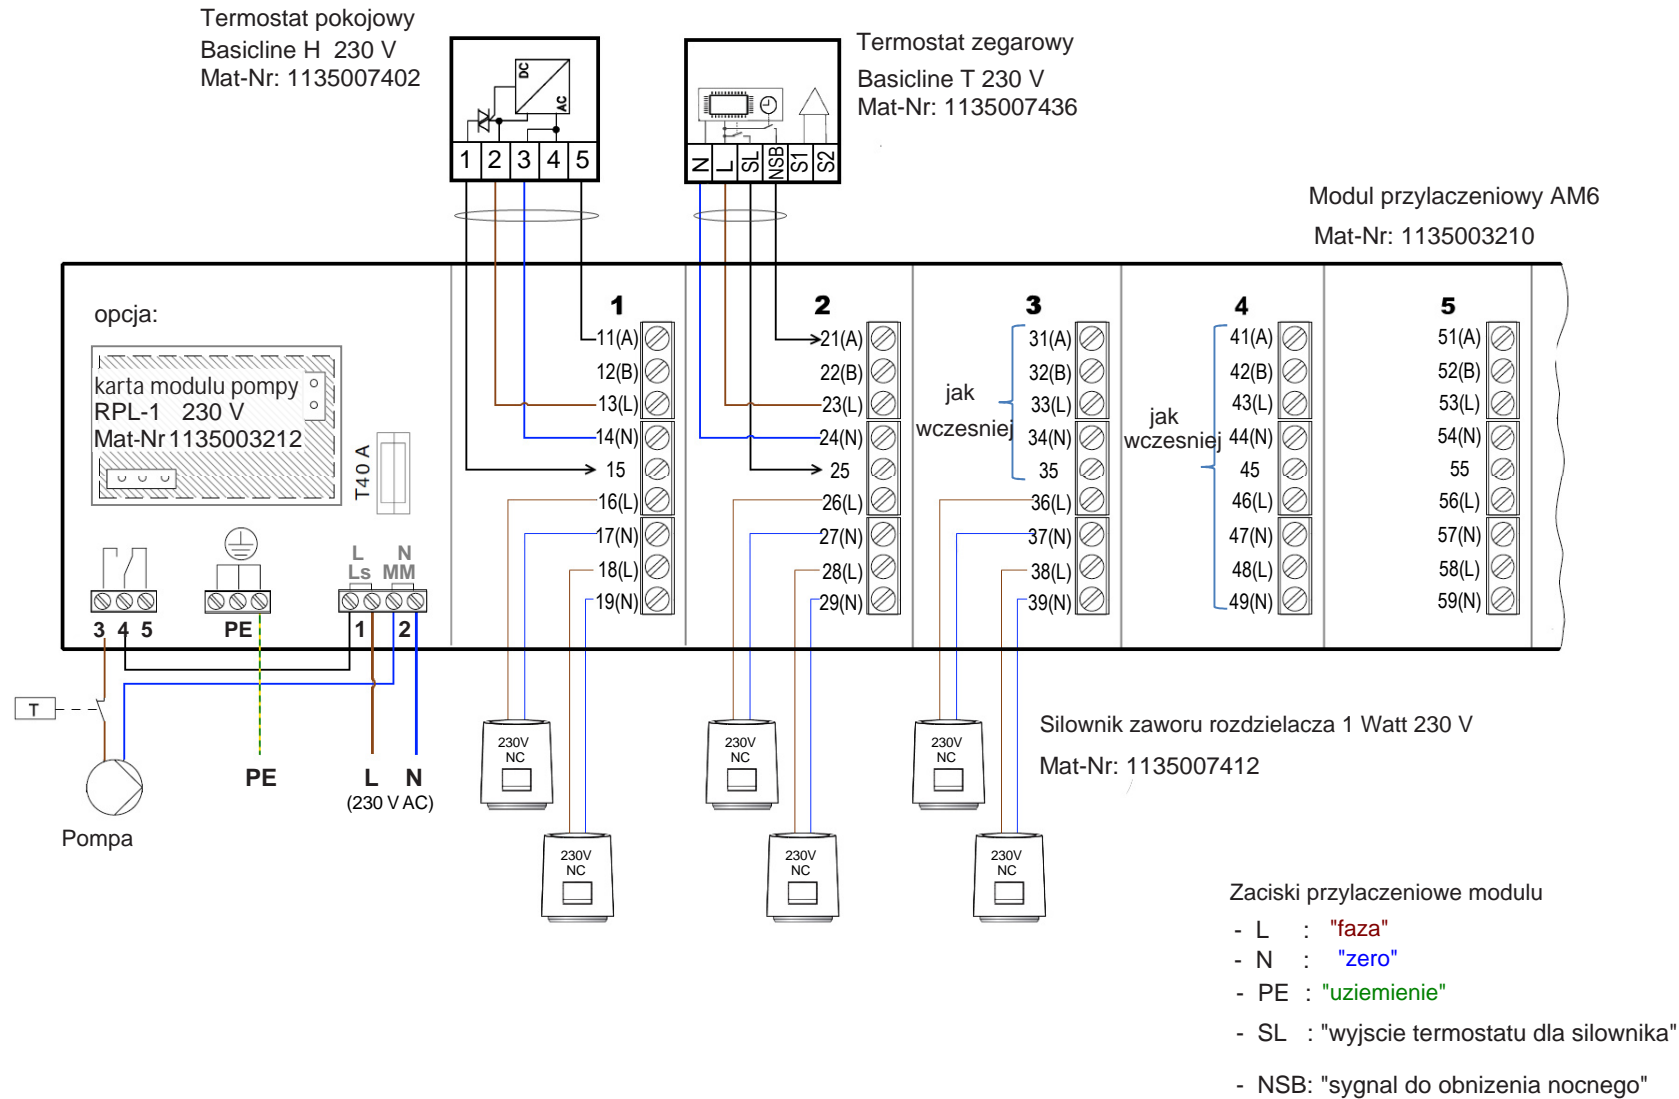 Termostat pokojowy
Basicline H 230 V
Mat-Nr: 1135007402
DC
AC
1 2 3 4 5
Termostat zegarowy
Basicline T 230 V
Mat-Nr: 1135007436
N L SL NSB S1 S2
Modul przylaczeniowy AM6
Mat-Nr: 1135003210
opcja:
karta modulu pompy
RPL-1 230 V
Mat-Nr 1135003212
T40 A
L N
Ls MM
3 4 5
PE
1 2
1
11(A)
12(B)
13(L)
14(N)
15
16(L)
17(N)
18(L)
19(N)
2
21(A)
22(B)
23(L)
24(N)
25
26(L)
27(N)
28(L)
29(N)
3
jak
wczesniej
31(A)
32(B)
33(L)
34(N)
35
36(L)
37(N)
38(L)
39(N)
4
jak
wczesniej
41(A)
42(B)
43(L)
44(N)
45
46(L)
47(N)
48(L)
49(N)
5
51(A)
52(B)
53(L)
54(N)
55
56(L)
57(N)
58(L)
59(N)
T
Pompa
PE
L N
(230 V AC)
230V
NC
230V
NC
230V
NC
230V
NC
230V
NC
230V
NC
Silownik zaworu rozdzielacza 1 Watt 230 V
Mat-Nr: 1135007412
Zaciski przylaczeniowe modulu
- L : "faza"
- N : "zero"
- PE : "uziemienie"
- SL : "wyjscie termostatu dla silownika"
- NSB: "sygnal do obnizenia nocnego"